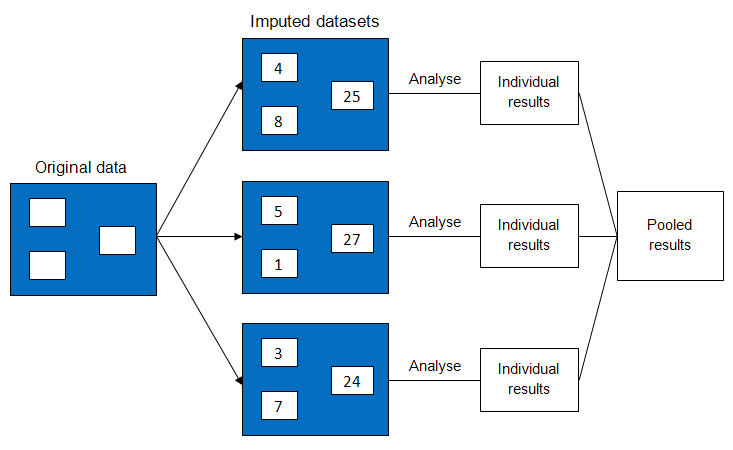 Imputed datasets
4
25
8
Analyse
Individual
results
Original data
5
27
1
Analyse
Individual
results
Pooled
results
3
24
7
Analyse
Individual
results